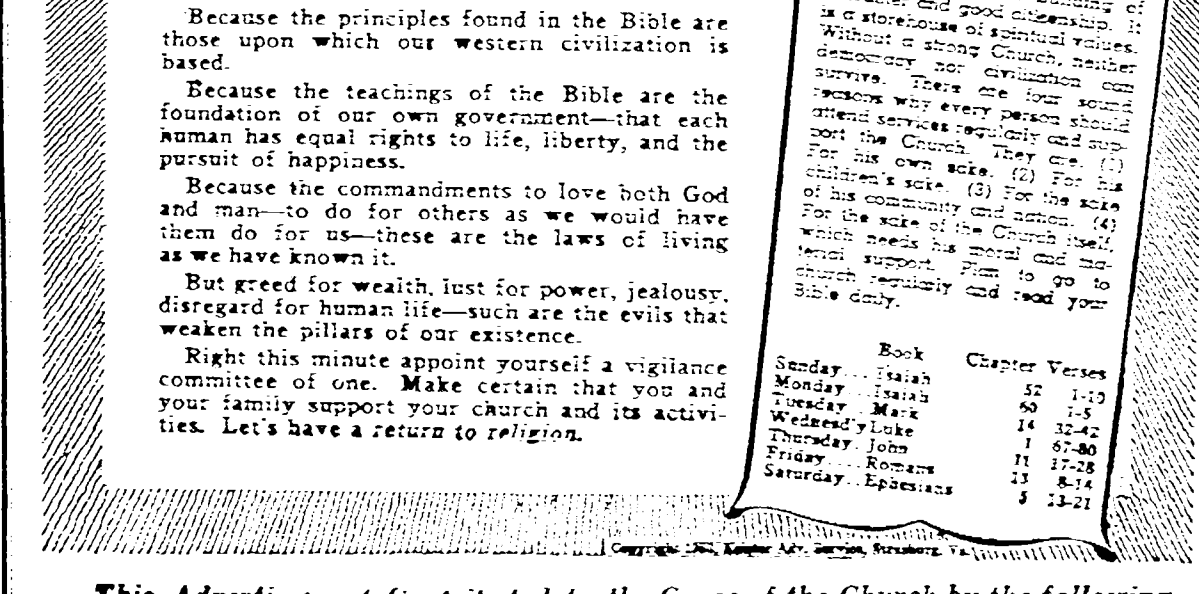 Because the principles found in the Bible are
those upon which our western civilization is
based.
Because the teachings of the Bible are the
foundation of our own government—that each
human has equal rights to life, liberty, and the
pursuit of happiness.
Because the commandments to love both God
and man—to do for others as we would have
them do for us—these are the laws of living
as we have known it.
But greed for wealth, lust for power, jealousy,
disregard for human life—such are the evils that
weaken the pillars of our existence.
Right this minute appoint yourself a vigilance
committee of one. Make certain that you and
your family support your church and its activi-
ties. Let's have a return to religion.
and good citizenship. It
is a storehouse of spiritual values.
Without a strong Church, neither
democracy nor civilization can
survive. There are four sound
reasons why every person should
attend services regularly and sup-
port the Church. They are: (1)
For his own sake. (2) For his
children's sake. (3) For the sake
of his community and nation. (4)
For the sake of the Church itself,
which needs his moral and ma-
terial support. Plan to go to
church regularly and read your
Bible daily.
Book Chapter Verses
Sunday... Isaiah 52 1-10
Monday... Isaiah 60 1-5
Tuesday... Mark 14 32-42
Wednesd'y Luke 1 67-80
Thursday.. John 11 17-28
Friday.... Romans 13 8-14
Saturday.. Ephesians 5 13-21
Copyright Keister Adv. Service, Strasburg, Va.
This Advertisement Contributed to the Cause of the Church by the following